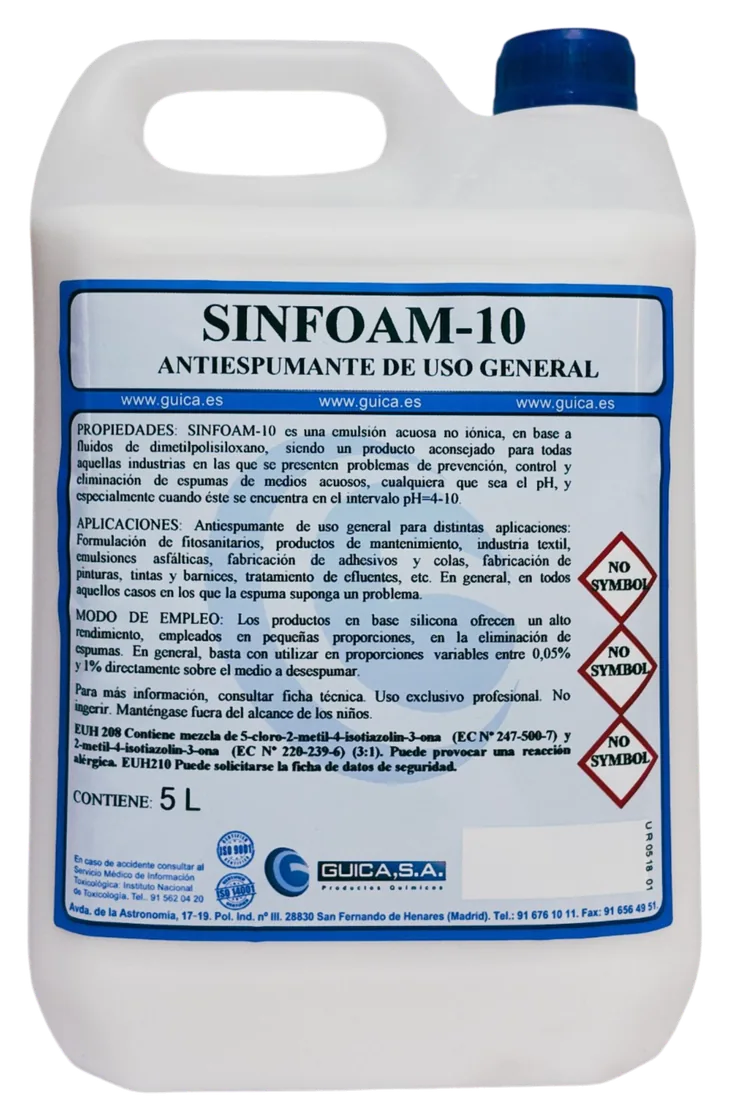 SINFOAM-10
ANTIESPUMANTE DE USO GENERAL
www.guica.es www.guica.es www.guica.es
PROPIEDADES: SINFOAM-10 es una emulsión acuosa no iónica, en base a
fluidos de dimetilpolisiloxano, siendo un producto aconsejado para todas
aquellas industrias en las que se presenten problemas de prevención, control y
eliminación de espumas de medios acuosos, cualquiera que sea el pH, y
especialmente cuando éste se encuentra en el intervalo pH=4-10.
APLICACIONES: Antiespumante de uso general para distintas aplicaciones:
Formulación de fitosanitarios, productos de mantenimiento, industria textil,
emulsiones asfálticas, fabricación de adhesivos y colas, fabricación de
pinturas, tintas y barnices, tratamiento de efluentes, etc. En general, en todos
aquellos casos en los que la espuma suponga un problema.
NO
SYMBOL
MODO DE EMPLEO: Los productos en base silicona ofrecen un alto
rendimiento, empleados en pequeñas proporciones, en la eliminación de
espumas. En general, basta con utilizar en proporciones variables entre 0,05%
y 1% directamente sobre el medio a desespumar.
NO
SYMBOL
Para más información, consultar ficha técnica. Uso exclusivo profesional. No
ingerir. Manténgase fuera del alcance de los niños.
EUH 208 Contiene mezcla de 5-cloro-2-metil-4-isotiazolin-3-ona (EC Nº 247-500-7) y
2-metil-4-isotiazolin-3-ona (EC Nº 220-239-6) (3:1). Puede provocar una reacción
alérgica. EUH210 Puede solicitarse la ficha de datos de seguridad.
NO
SYMBOL
CONTIENE: 5 L
En caso de accidente consultar al
Servicio Médico de Información
Toxicológica: Instituto Nacional
de Toxicología. Tel.. 91 562 04 20
ISO 9001
ISO 14001
GUICA, S.A.
Productos Químicos
U R 05 18 01
Avda. de la Astronomía, 17-19. Pol. Ind. nº III. 28830 San Fernando de Henares (Madrid). Tel.: 91 676 10 11. Fax: 91 656 49 51.